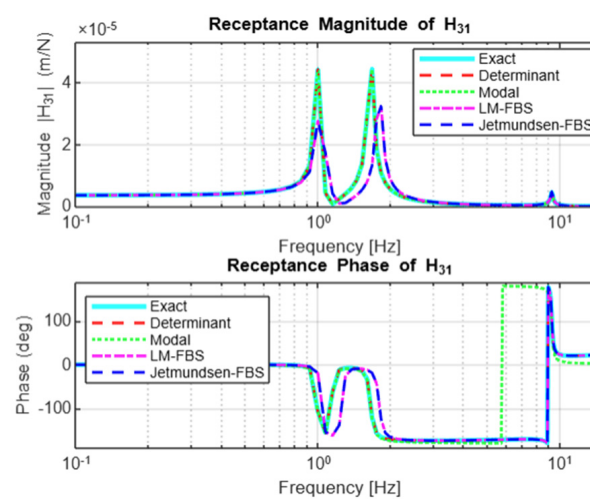 Receptance Magnitude of H31
×10-5
Magnitude |H31| (m/N)
4
2
0
Exact
Determinant
Modal
LM-FBS
Jetmundsen-FBS
10-1
100
101
Frequency [Hz]
Receptance Phase of H31
Phase (deg)
100
0
-100
Exact
Determinant
Modal
LM-FBS
Jetmundsen-FBS
10-1
100
101
Frequency [Hz]